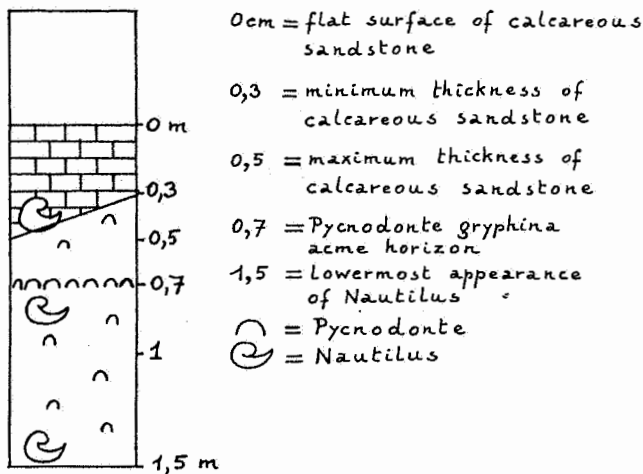 0 m
0,3
0,5
0,7
1
1,5 m
0cm = flat surface of calcareous
sandstone
0,3 = minimum thickness of
calcareous sandstone
0,5 = maximum thickness of
calcareous sandstone
0,7 = Pycnodonte gryphina
acme horizon
1,5 = Lowermost appearance
of Nautilus
= Pycnodonte
= Nautilus